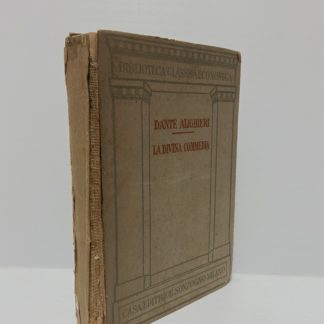 BIBLIOTECA CLASSICA ECONOMICA
DANTE ALIGHIERI
LA DIVINA COMMEDIA
CASA EDITRICE SONZOGNO MILANO